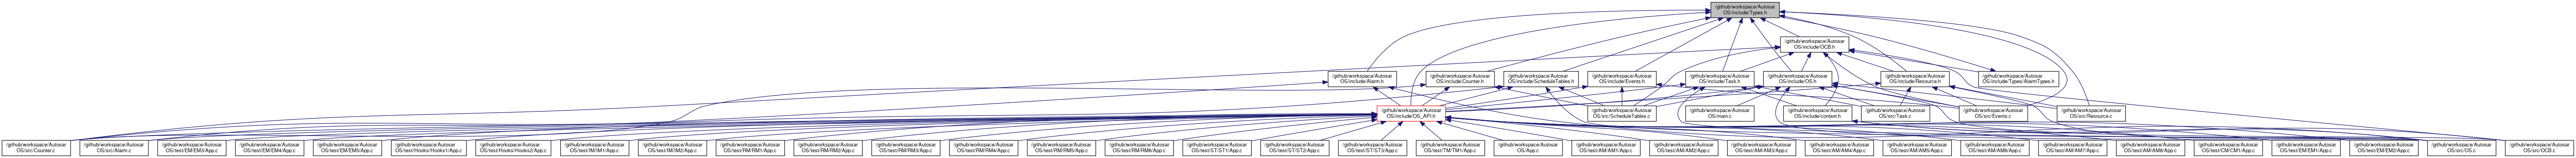 /github/workspace/Autosar
OS/include/Types.h
/github/workspace/Autosar
OS/include/OCB.h
/github/workspace/Autosar
OS/include/Alarm.h
/github/workspace/Autosar
OS/include/Counter.h
/github/workspace/Autosar
OS/include/ScheduleTables.h
/github/workspace/Autosar
OS/include/Events.h
/github/workspace/Autosar
OS/include/Task.h
/github/workspace/Autosar
OS/include/OS.h
/github/workspace/Autosar
OS/include/Resource.h
/github/workspace/Autosar
OS/include/Types/AlarmTypes.h
/github/workspace/Autosar
OS/include/OS_API.h
/github/workspace/Autosar
OS/src/ScheduleTables.c
/github/workspace/Autosar
OS/main.c
/github/workspace/Autosar
OS/include/context.h
/github/workspace/Autosar
OS/src/Task.c
/github/workspace/Autosar
OS/src/Events.c
/github/workspace/Autosar
OS/src/Resource.c
/github/workspace/Autosar
OS/src/Counter.c
/github/workspace/Autosar
OS/src/Alarm.c
/github/workspace/Autosar
OS/test/EM/EM3/App.c
/github/workspace/Autosar
OS/test/EM/EM4/App.c
/github/workspace/Autosar
OS/test/EM/EM5/App.c
/github/workspace/Autosar
OS/test/Hooks/Hooks1/App.c
/github/workspace/Autosar
OS/test/Hooks/Hooks2/App.c
/github/workspace/Autosar
OS/test/IM/IM1/App.c
/github/workspace/Autosar
OS/test/IM/IM2/App.c
/github/workspace/Autosar
OS/test/RM/RM1/App.c
/github/workspace/Autosar
OS/test/RM/RM2/App.c
/github/workspace/Autosar
OS/test/RM/RM3/App.c
/github/workspace/Autosar
OS/test/RM/RM4/App.c
/github/workspace/Autosar
OS/test/RM/RM5/App.c
/github/workspace/Autosar
OS/test/RM/RM6/App.c
/github/workspace/Autosar
OS/test/ST/ST1/App.c
/github/workspace/Autosar
OS/test/ST/ST2/App.c
/github/workspace/Autosar
OS/test/ST/ST3/App.c
/github/workspace/Autosar
OS/test/TM/TM1/App.c
/github/workspace/Autosar
OS/App.c
/github/workspace/Autosar
OS/test/AM/AM1/App.c
/github/workspace/Autosar
OS/test/AM/AM2/App.c
/github/workspace/Autosar
OS/test/AM/AM3/App.c
/github/workspace/Autosar
OS/test/AM/AM4/App.c
/github/workspace/Autosar
OS/test/AM/AM5/App.c
/github/workspace/Autosar
OS/test/AM/AM6/App.c
/github/workspace/Autosar
OS/test/AM/AM7/App.c
/github/workspace/Autosar
OS/test/AM/AM8/App.c
/github/workspace/Autosar
OS/test/CM/CM1/App.c
/github/workspace/Autosar
OS/test/EM/EM1/App.c
/github/workspace/Autosar
OS/test/EM/EM2/App.c
/github/workspace/Autosar
OS/src/OS.c
/github/workspace/Autosar
OS/src/OCB.c